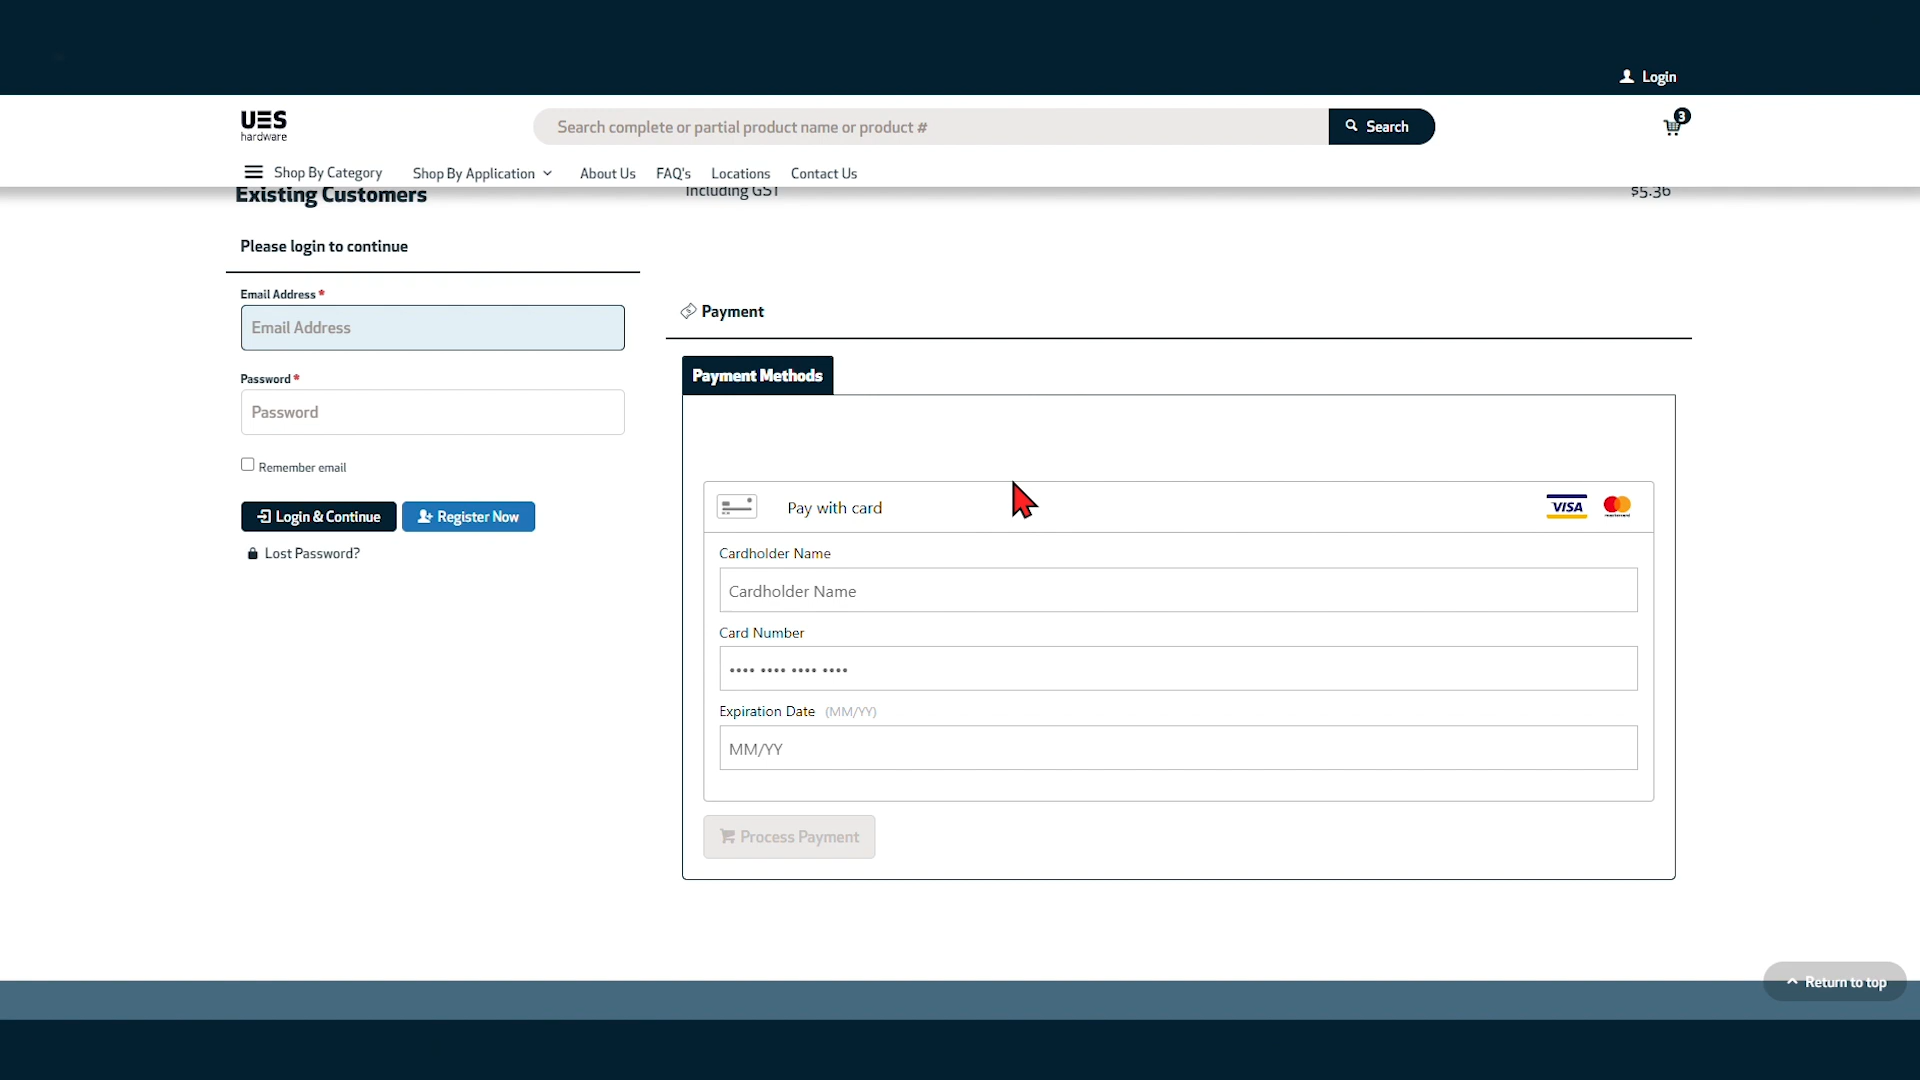 Login
UES
hardware
Search complete or partial product name or product #
Search
3
Shop By Category
Shop By Application
About Us
FAQ's
Locations
Contact Us
Existing Customers
Including GST
$5.36
Please login to continue
Email Address *
Email Address
Password *
Password
Remember email
Login & Continue
Register Now
Lost Password?
Payment
Payment Methods
Pay with card
VISA
Cardholder Name
Cardholder Name
Card Number
•••• •••• •••• ••••
Expiration Date (MM/YY)
MM/YY
Process Payment
Return to top